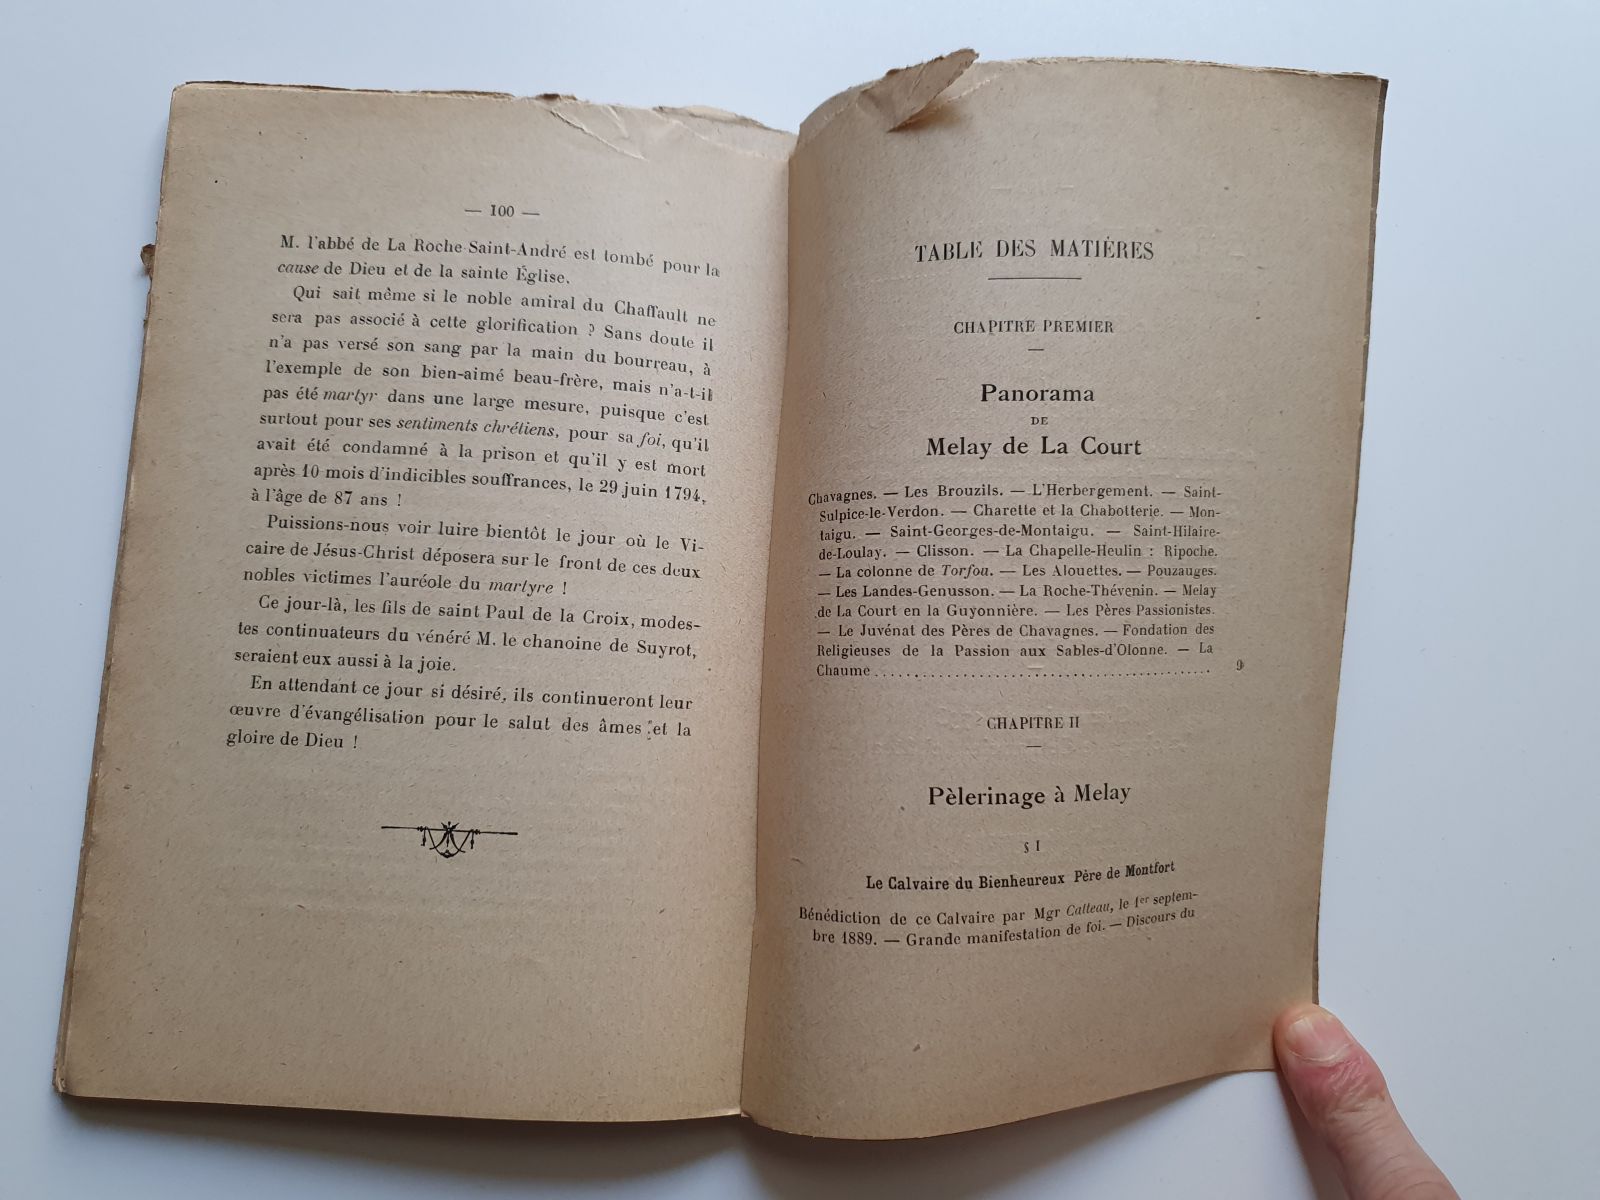 — 100 —
M. l'abbé de La Roche-Saint-André est tombé pour la
cause de Dieu et de la sainte Église.
Qui sait même si le noble amiral du Chaffault ne
sera pas associé à cette glorification ? Sans doute il
n'a pas versé son sang par la main du bourreau, à
l'exemple de son bien-aimé beau-frère, mais n'a-t-il
pas été martyr dans une large mesure, puisque c'est
surtout pour ses sentiments chrétiens, pour sa foi, qu'il
avait été condamné à la prison et qu'il y est mort
après 10 mois d'indicibles souffrances, le 29 juin 1794,
à l'âge de 87 ans !
Puissions-nous voir luire bientôt le jour où le Vi-
caire de Jésus-Christ déposera sur le front de ces deux
nobles victimes l'auréole du martyre !
Ce jour-là, les fils de saint Paul de la Croix, modes-
tes continuateurs du vénéré M. le chanoine de Suyrot,
seraient eux aussi à la joie.
En attendant ce jour si désiré, ils continueront leur
œuvre d'évangélisation pour le salut des âmes et la
gloire de Dieu !
TABLE DES MATIÈRES
CHAPITRE PREMIER
Panorama
DE
Melay de La Court
Chavagnes. — Les Brouzils. — L'Herbergement. — Saint-
Sulpice-le-Verdon. — Charette et la Chabotterie. — Mon-
taigu. — Saint-Georges-de-Montaigu. — Saint-Hilaire-
de-Loulay. — Clisson. — La Chapelle-Heulin : Ripoche.
— La colonne de Torfou. — Les Alouettes. — Pouzauges.
— Les Landes-Genusson. — La Roche-Thévenin. — Melay
de La Court en la Guyonnière. — Les Pères Passionistes.
— Le Juvénat des Pères de Chavagnes. — Fondation des
Religieuses de la Passion aux Sables-d'Olonne. — La
Chaume........................................ 9
CHAPITRE II
Pèlerinage à Melay
§ I
Le Calvaire du Bienheureux Père de Montfort
Bénédiction de ce Calvaire par Mgr Catteau, le 1er septem-
bre 1889. — Grande manifestation de foi. — Discours du